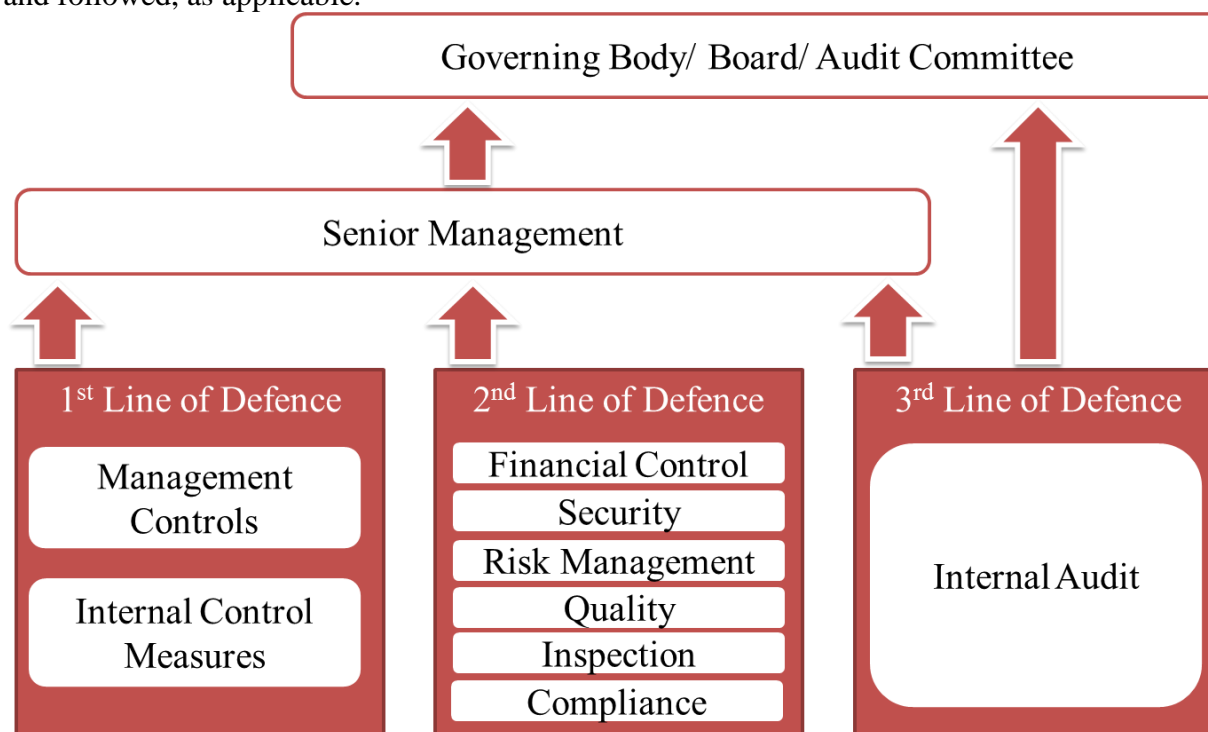 and followed, as applicable.
Governing Body/ Board/ Audit Committee
Senior Management
1st Line of Defence
Management
Controls
Internal Control
Measures
2nd Line of Defence
Financial Control
Security
Risk Management
Quality
Inspection
Compliance
3rd Line of Defence
Internal Audit